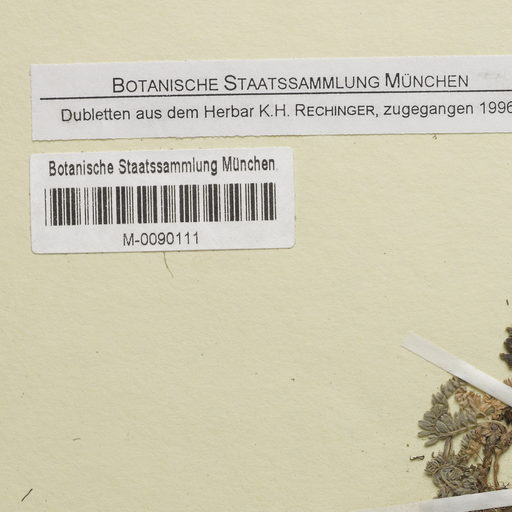 BOTANISCHE STAATSSAMMLUNG MÜNCHEN
Dubletten aus dem Herbar K.H. RECHINGER, zugegangen 1996
Botanische Staatssammlung München
M-0090111